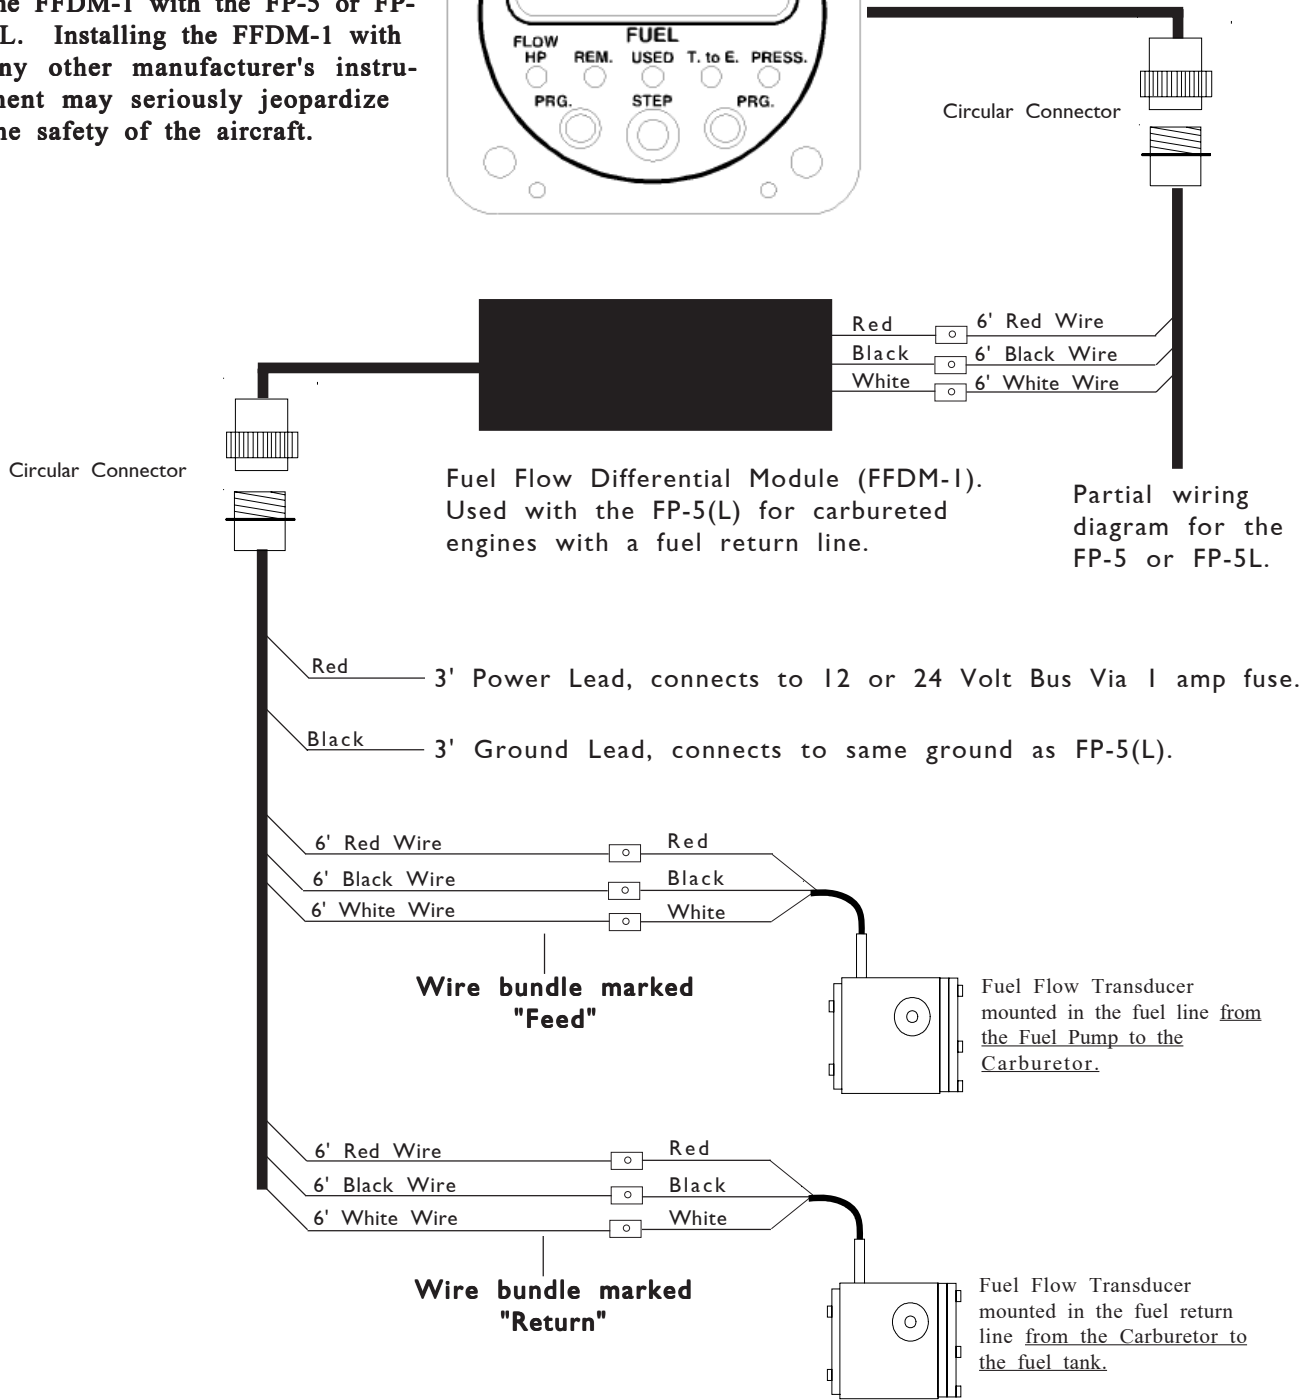 the FFDM-1 with the FP-5 or FP-
L. Installing the FFDM-1 with
any other manufacturer's instru-
ment may seriously jeopardize
the safety of the aircraft.
FLOW
HP
REM.
FUEL
USED
T. to E.
PRESS.
PRG.
STEP
PRG.
Circular Connector
Red
6' Red Wire
Black
6' Black Wire
White
6' White Wire
Circular Connector
Fuel Flow Differential Module (FFDM-1).
Used with the FP-5(L) for carbureted
engines with a fuel return line.
Partial wiring
diagram for the
FP-5 or FP-5L.
Red
3' Power Lead, connects to 12 or 24 Volt Bus Via 1 amp fuse.
Black
3' Ground Lead, connects to same ground as FP-5(L).
6' Red Wire
Red
6' Black Wire
Black
6' White Wire
White
Wire bundle marked
"Feed"
Fuel Flow Transducer
mounted in the fuel line from
the Fuel Pump to the
Carburetor.
6' Red Wire
Red
6' Black Wire
Black
6' White Wire
White
Wire bundle marked
"Return"
Fuel Flow Transducer
mounted in the fuel return
line from the Carburetor to
the fuel tank.